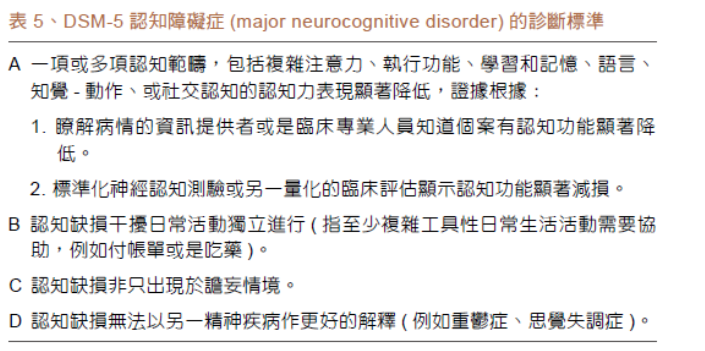 表 5、DSM-5 認知障礙症 (major neurocognitive disorder) 的診斷標準
A 一項或多項認知範疇，包括複雜注意力、執行功能、學習和記憶、語言、
知覺 - 動作、或社交認知的認知力表現顯著降低，證據根據：
1. 瞭解病情的資訊提供者或是臨床專業人員知道個案有認知功能顯著降
低。
2. 標準化神經認知測驗或另一量化的臨床評估顯示認知功能顯著減損。
B 認知缺損干擾日常活動獨立進行 ( 指至少複雜工具性日常生活活動需要協
助，例如付帳單或是吃藥 )。
C 認知缺損非只出現於譫妄情境。
D 認知缺損無法以另一精神疾病作更好的解釋 ( 例如重鬱症、思覺失調症 )。